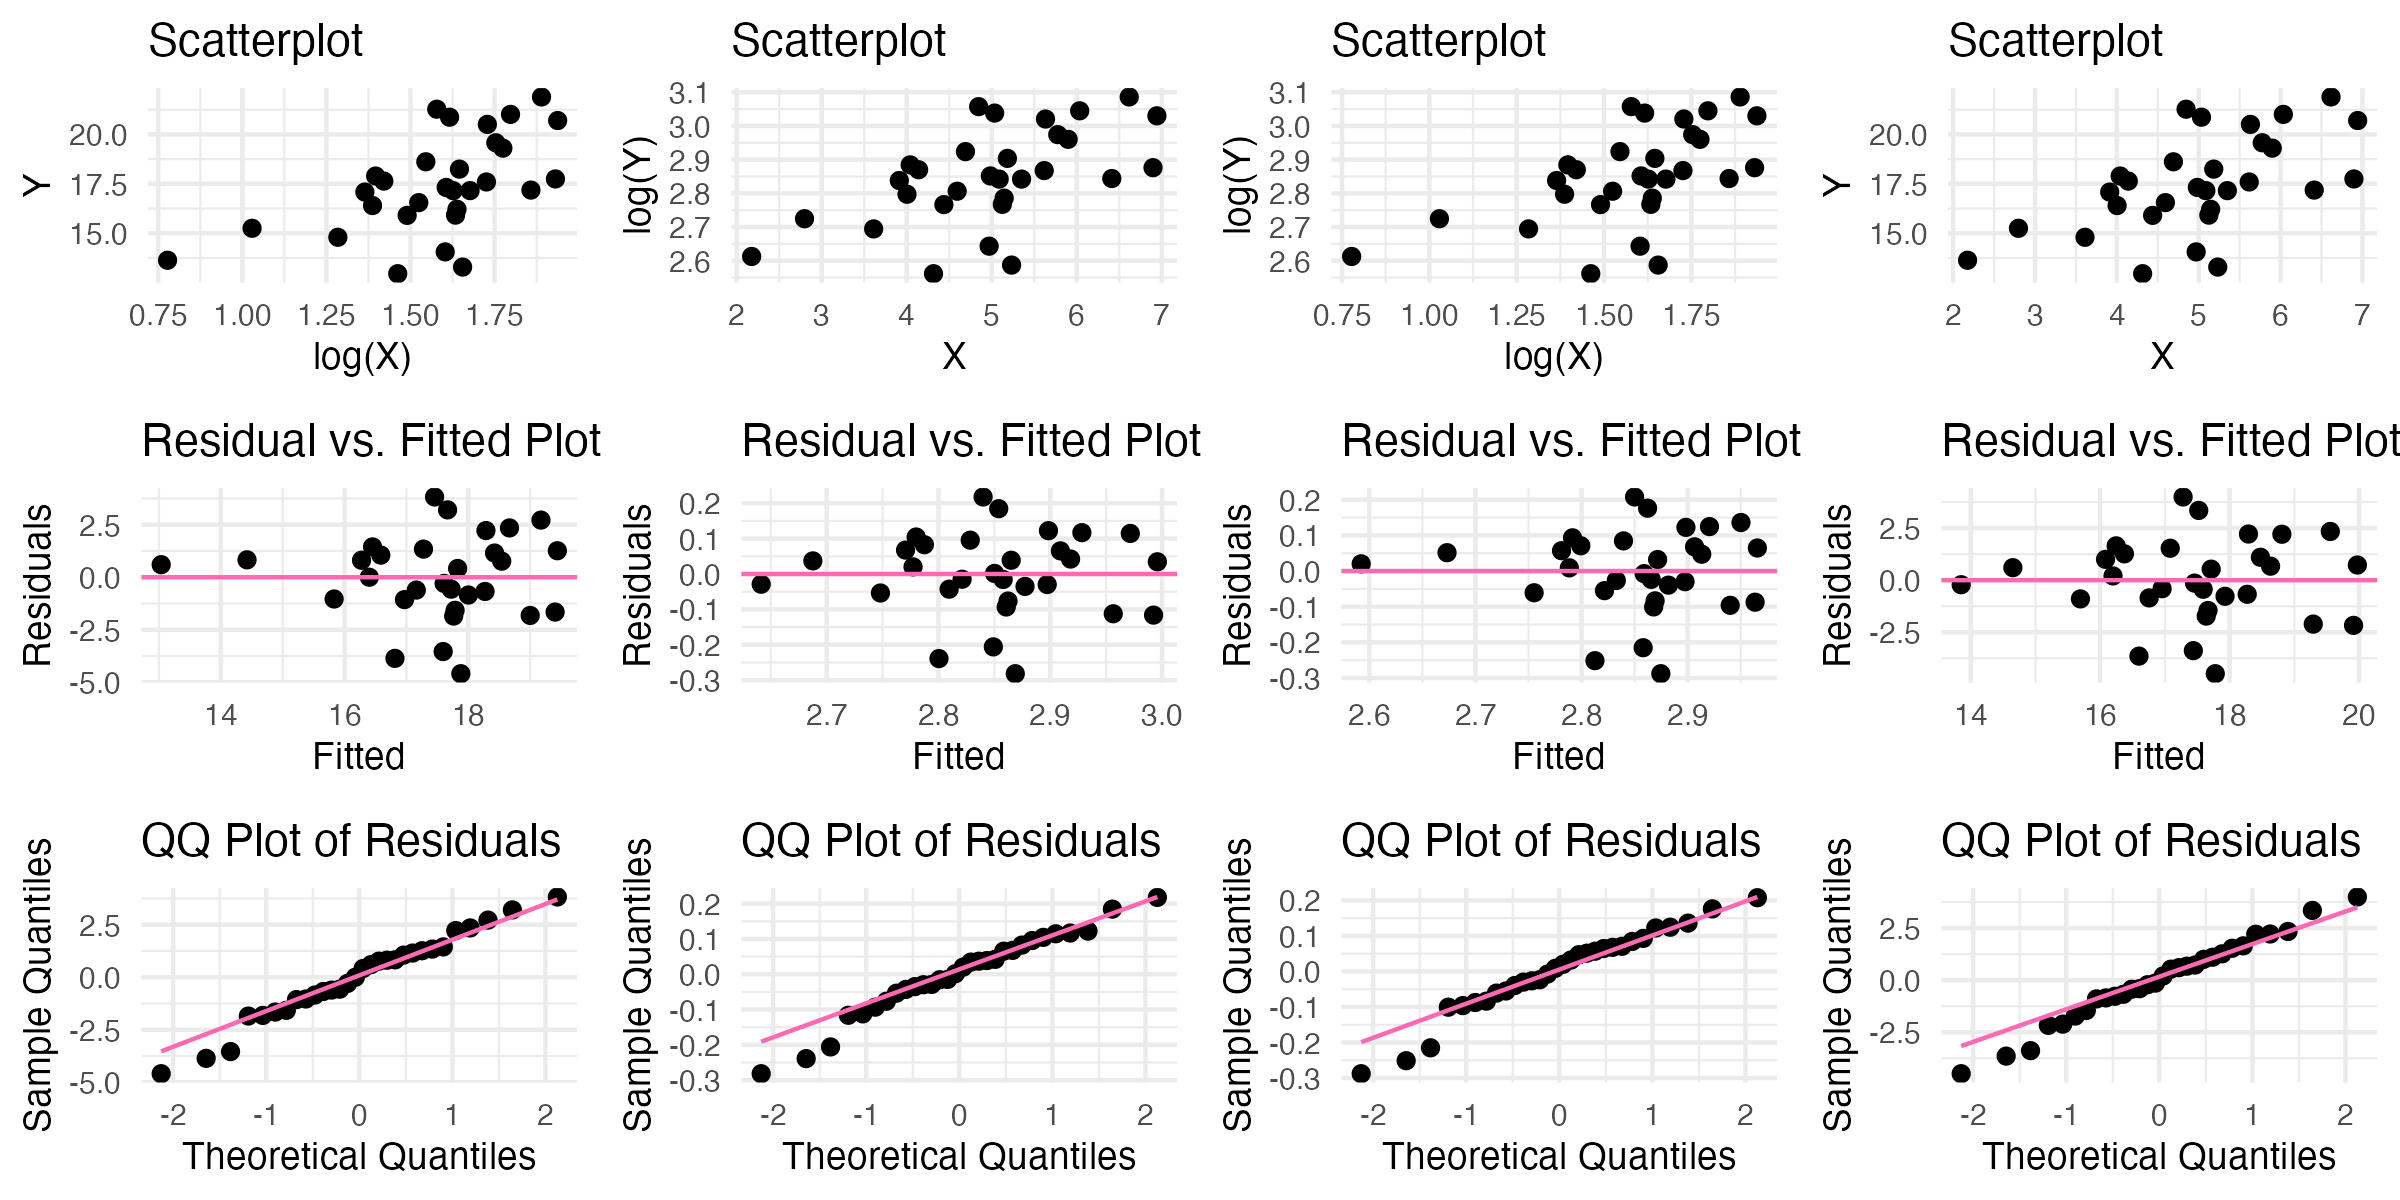 Scatterplot
Y
20.0
17.5
15.0
0.75 1.00 1.25 1.50 1.75
log(X)
Scatterplot
log(Y)
3.1
3.0
2.9
2.8
2.7
2.6
2 3 4 5 6 7
X
Scatterplot
log(Y)
3.1
3.0
2.9
2.8
2.7
2.6
0.75 1.00 1.25 1.50 1.75
log(X)
Scatterplot
Y
20.0
17.5
15.0
2 3 4 5 6 7
X
Residual vs. Fitted Plot
Residuals
2.5
0.0
-2.5
-5.0
14 16 18
Fitted
Residual vs. Fitted Plot
Residuals
0.2
0.1
0.0
-0.1
-0.2
-0.3
2.7 2.8 2.9 3.0
Fitted
Residual vs. Fitted Plot
Residuals
0.2
0.1
0.0
-0.1
-0.2
-0.3
2.6 2.7 2.8 2.9
Fitted
Residual vs. Fitted Plot
Residuals
2.5
0.0
-2.5
14 16 18 20
Fitted
QQ Plot of Residuals
Sample Quantiles
2.5
0.0
-2.5
-5.0
-2 -1 0 1 2
Theoretical Quantiles
QQ Plot of Residuals
Sample Quantiles
0.2
0.1
0.0
-0.1
-0.2
-0.3
-2 -1 0 1 2
Theoretical Quantiles
QQ Plot of Residuals
Sample Quantiles
0.2
0.1
0.0
-0.1
-0.2
-0.3
-2 -1 0 1 2
Theoretical Quantiles
QQ Plot of Residuals
Sample Quantiles
2.5
0.0
-2.5
-2 -1 0 1 2
Theoretical Quantiles